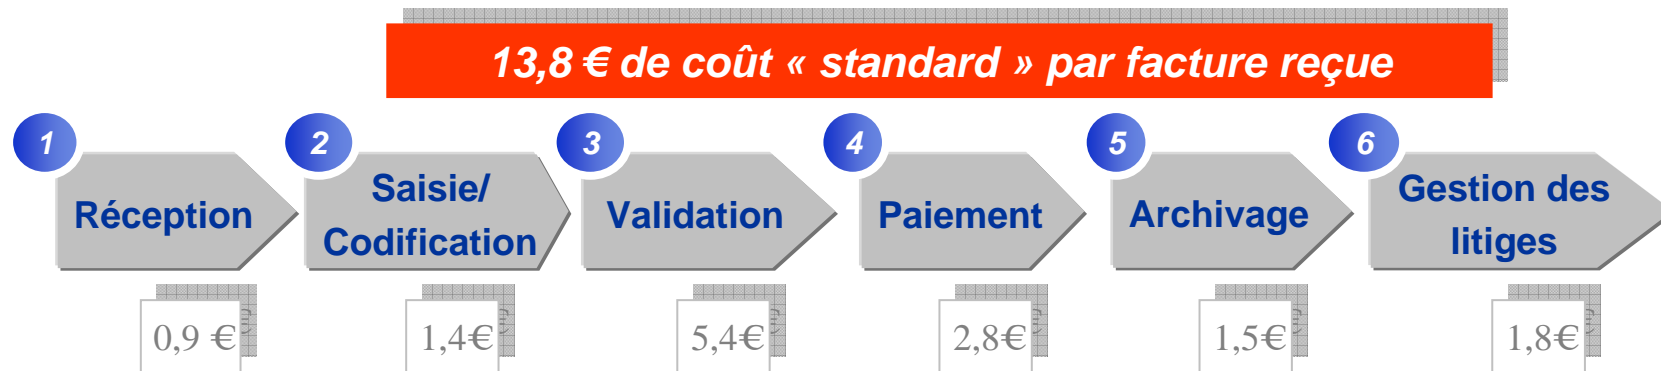 13,8 € de coût « standard » par facture reçue
1
2
3
4
5
6
Réception
Saisie/
Codification
Validation
Paiement
Archivage
Gestion des
litiges
0,9 €
1,4€
5,4€
2,8€
1,5€
1,8€